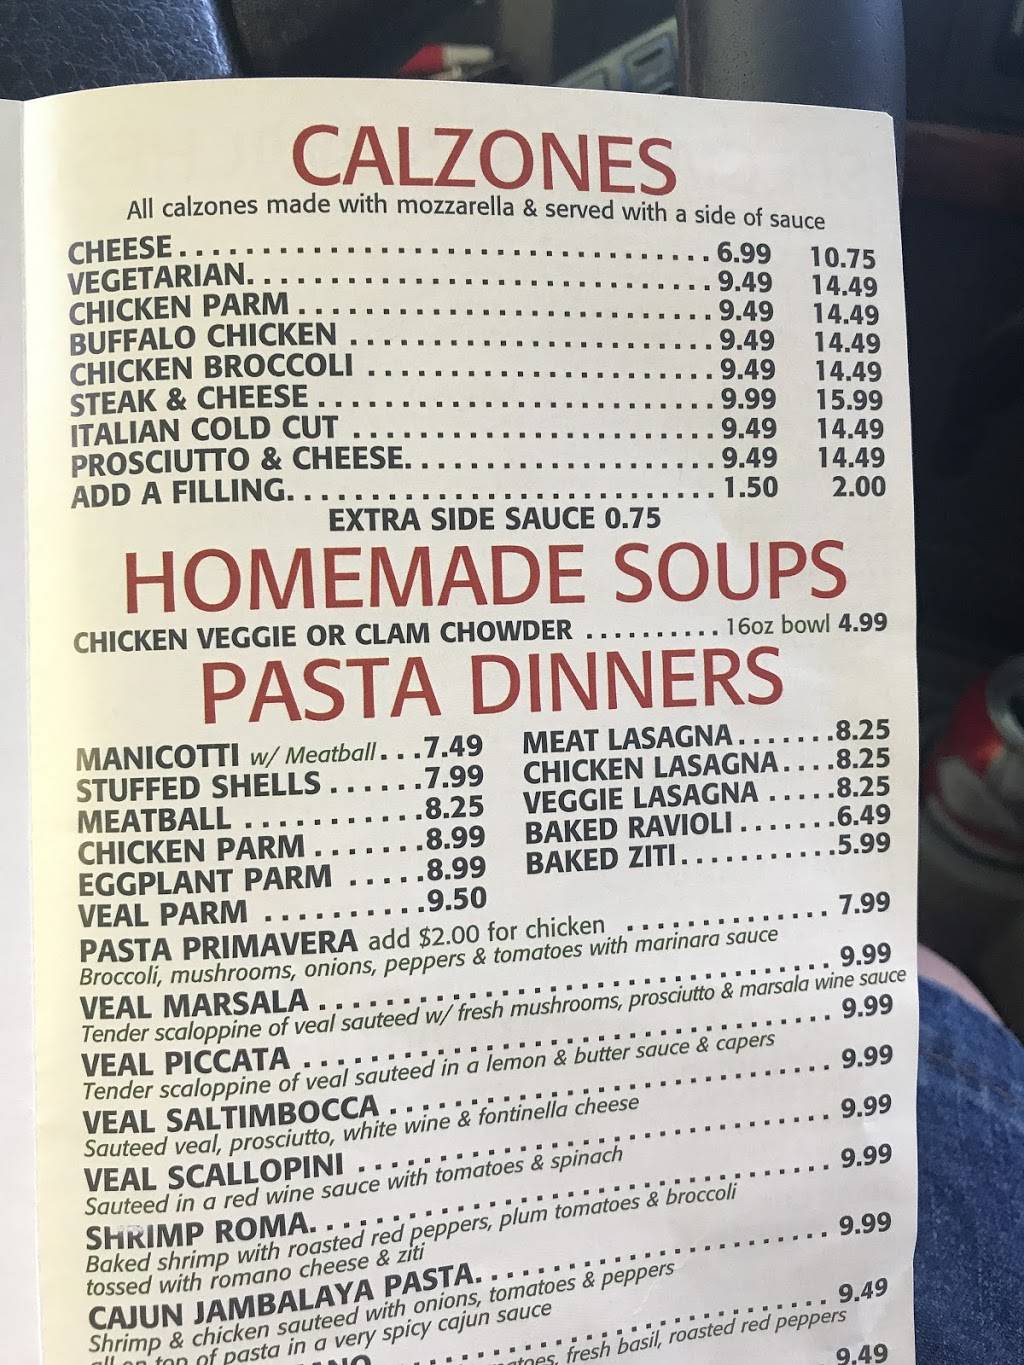 CALZONES
All calzones made with mozzarella & served with a side of sauce
CHEESE.......................................6.99 10.75
VEGETARIAN..................................9.49 14.49
CHICKEN PARM ..............................9.49 14.49
BUFFALO CHICKEN ...........................9.49 14.49
CHICKEN BROCCOLI ..........................9.49 14.49
STEAK & CHEESE .............................9.99 15.99
ITALIAN COLD CUT ...........................9.49 14.49
PROSCIUTTO & CHEESE.......................9.49 14.49
ADD A FILLING................................1.50 2.00
EXTRA SIDE SAUCE 0.75
HOMEMADE SOUPS
CHICKEN VEGGIE OR CLAM CHOWDER ..........16oz bowl 4.99
PASTA DINNERS
MANICOTTI w/ Meatball...7.49
STUFFED SHELLS .......7.99
MEATBALL ............8.25
CHICKEN PARM ........8.99
EGGPLANT PARM ......8.99
VEAL PARM ..........9.50
MEAT LASAGNA.......8.25
CHICKEN LASAGNA....8.25
VEGGIE LASAGNA .....8.25
BAKED RAVIOLI.......6.49
BAKED ZITI...........5.99
PASTA PRIMAVERA add $2.00 for chicken ............. 7.99
Broccoli, mushrooms, onions, peppers & tomatoes with marinara sauce
VEAL MARSALA ...................................... 9.99
Tender scaloppine of veal sauteed w/ fresh mushrooms, prosciutto & marsala wine sauce
VEAL PICCATA ....................................... 9.99
Tender scaloppine of veal sauteed in a lemon & butter sauce & capers
VEAL SALTIMBOCCA ................................. 9.99
Sauteed veal, prosciutto, white wine & fontinella cheese
VEAL SCALLOPINI ................................... 9.99
Sauteed in a red wine sauce with tomatoes & spinach
SHRIMP ROMA....................................... 9.99
Baked shrimp with roasted red peppers, plum tomatoes & broccoli
tossed with romano cheese & ziti
CAJUN JAMBALAYA PASTA.......................... 9.99
Shrimp & chicken sauteed with onions, tomatoes & peppers
all on top of pasta in a very spicy cajun sauce
9.49
fresh basil, roasted red peppers
9.49